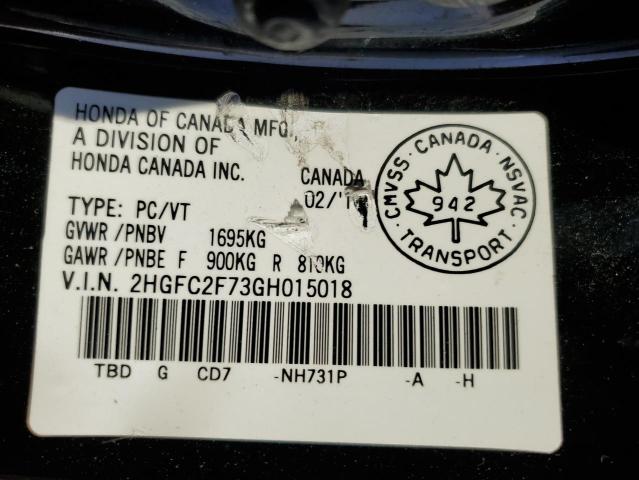 HONDA OF CANADA MFG.,
A DIVISION OF
HONDA CANADA INC.
CANADA
TYPE: PC/VT
GVWR /PNBV 1695KG
GAWR /PNBE F 900KG R 810KG
V.I.N. 2HGFC2F73GH015018
TBD G CD7 -NH731P -A -H
CMVSS · CANADA · NSVAC
942
TRANSPORT